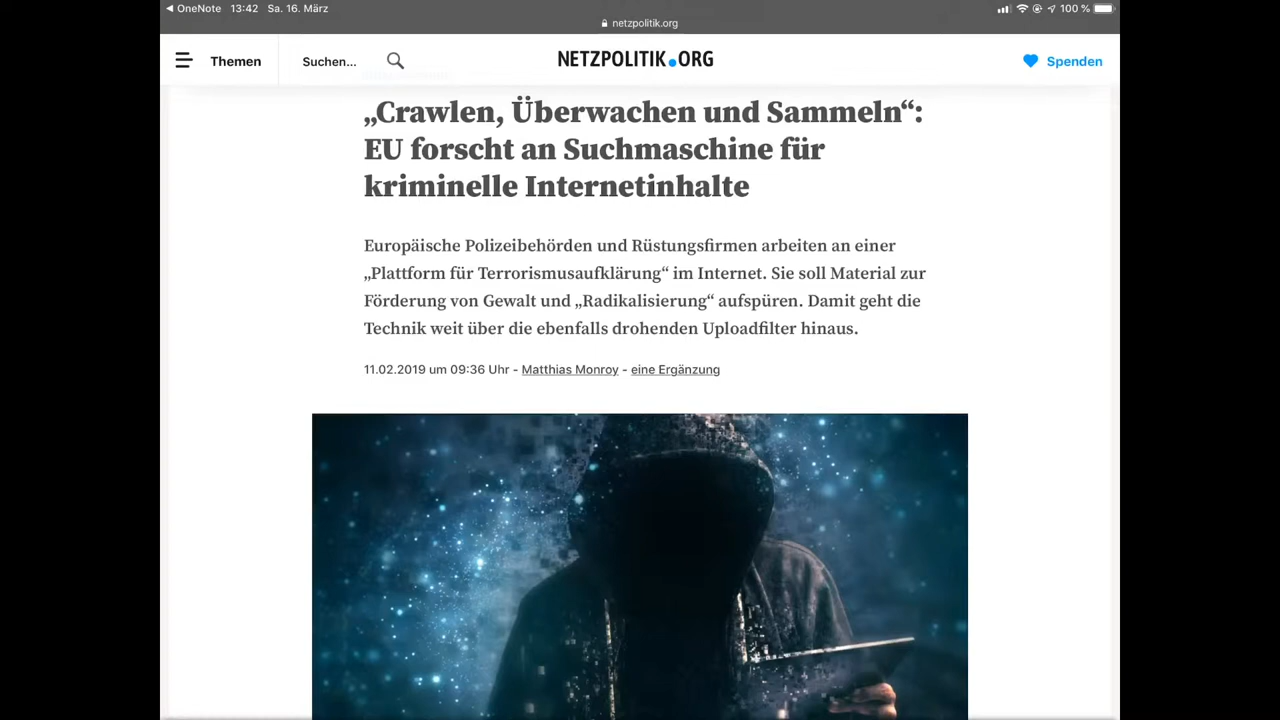 ◀ OneNote 13:42 Sa. 16. März 100 %
netzpolitik.org
Themen Suchen... NETZPOLITIK.ORG Spenden
„Crawlen, Überwachen und Sammeln“:
EU forscht an Suchmaschine für
kriminelle Internetinhalte
Europäische Polizeibehörden und Rüstungsfirmen arbeiten an einer
„Plattform für Terrorismusaufklärung“ im Internet. Sie soll Material zur
Förderung von Gewalt und „Radikalisierung“ aufspüren. Damit geht die
Technik weit über die ebenfalls drohenden Uploadfilter hinaus.
11.02.2019 um 09:36 Uhr - Matthias Monroy - eine Ergänzung